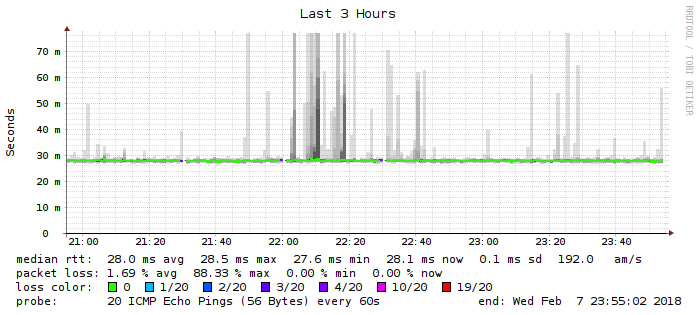 Last 3 Hours
RRDTOOL / TOBI OETIKER
Seconds
70 m
60 m
50 m
40 m
30 m
20 m
10 m
0
21:00 21:20 21:40 22:00 22:20 22:40 23:00 23:20 23:40
median rtt: 28.0 ms avg 28.5 ms max 27.6 ms min 28.1 ms now 0.1 ms sd 192.0 am/s
packet loss: 1.69 % avg 88.33 % max 0.00 % min 0.00 % now
loss color: 0 1/20 2/20 3/20 4/20 10/20 19/20
probe: 20 ICMP Echo Pings (56 Bytes) every 60s end: Wed Feb 7 23:55:02 2018